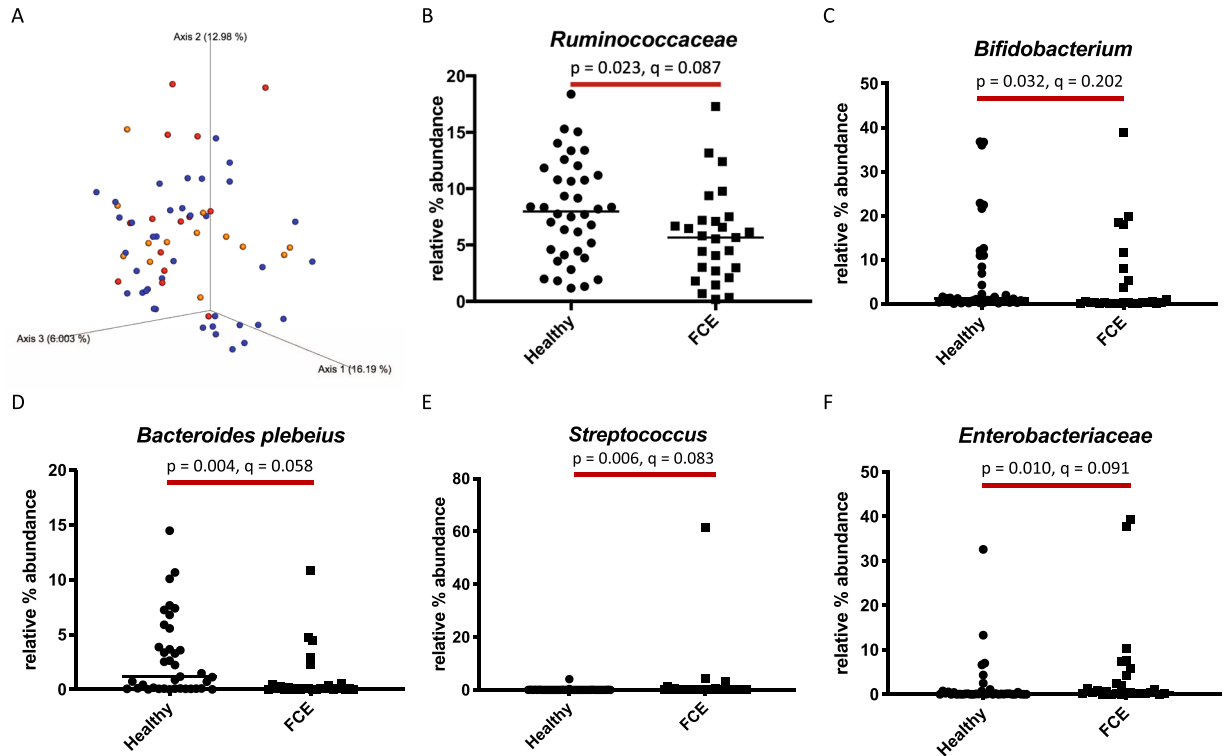 A
Axis 2 (12.98 %)
Axis 3 (6.003 %)
Axis 1 (16.19 %)
B
Ruminococcaceae
p = 0.023, q = 0.087
relative % abundance
20
15
10
5
0
Healthy
FCE
C
Bifidobacterium
p = 0.032, q = 0.202
relative % abundance
50
40
30
20
10
0
Healthy
FCE
D
Bacteroides plebeius
p = 0.004, q = 0.058
relative % abundance
20
15
10
5
0
Healthy
FCE
E
Streptococcus
p = 0.006, q = 0.083
relative % abundance
80
60
40
20
0
Healthy
FCE
F
Enterobacteriaceae
p = 0.010, q = 0.091
relative % abundance
50
40
30
20
10
0
Healthy
FCE